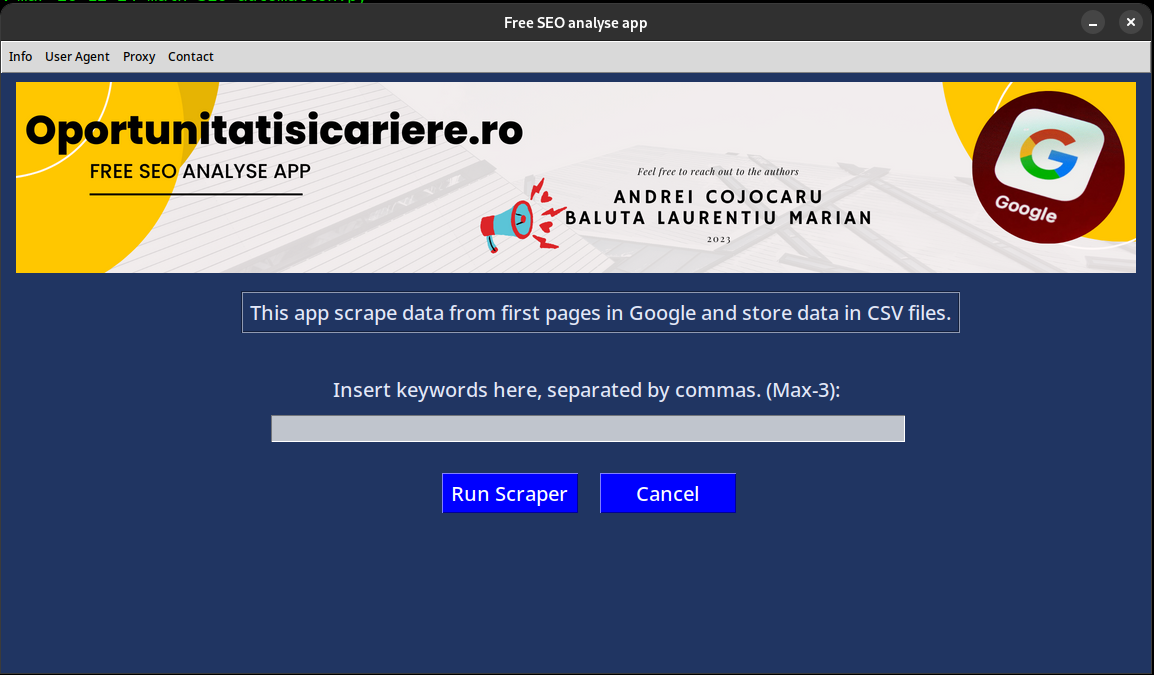 Free SEO analyse app
Info User Agent Proxy Contact
Oportunitatisicariere.ro
FREE SEO ANALYSE APP
Feel free to reach out to the authors
ANDREI COJOCARU
BALUTA LAURENTIU MARIAN
2023
Google
This app scrape data from first pages in Google and store data in CSV files.
Insert keywords here, separated by commas. (Max-3):
Run Scraper Cancel